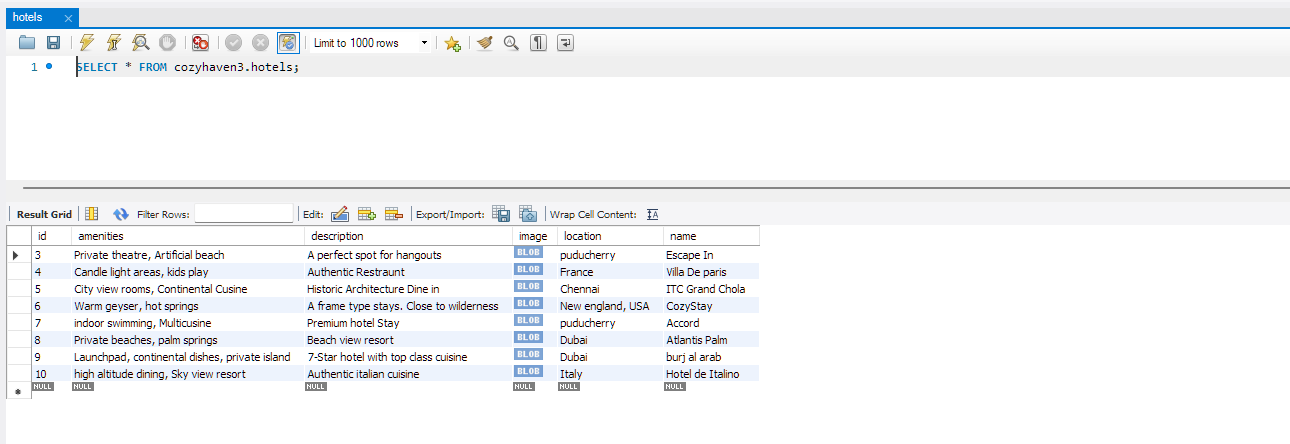 hotels
Limit to 1000 rows
1 SELECT * FROM cozyhaven3.hotels;
Result Grid Filter Rows: Edit: Export/Import: Wrap Cell Content:
id amenities description image location name
3 Private theatre, Artificial beach A perfect spot for hangouts BLOB puducherry Escape In
4 Candle light areas, kids play Authentic Restraunt BLOB France Villa De paris
5 City view rooms, Continental Cusine Historic Architecture Dine in BLOB Chennai ITC Grand Chola
6 Warm geyser, hot springs A frame type stays. Close to wilderness BLOB New england, USA CozyStay
7 indoor swimming, Multicusine Premium hotel Stay BLOB puducherry Accord
8 Private beaches, palm springs Beach view resort BLOB Dubai Atlantis Palm
9 Launchpad, continental dishes, private island 7-Star hotel with top class cuisine BLOB Dubai burj al arab
10 high altitude dining, Sky view resort Authentic italian cuisine BLOB Italy Hotel de Italino
NULL NULL NULL NULL NULL NULL